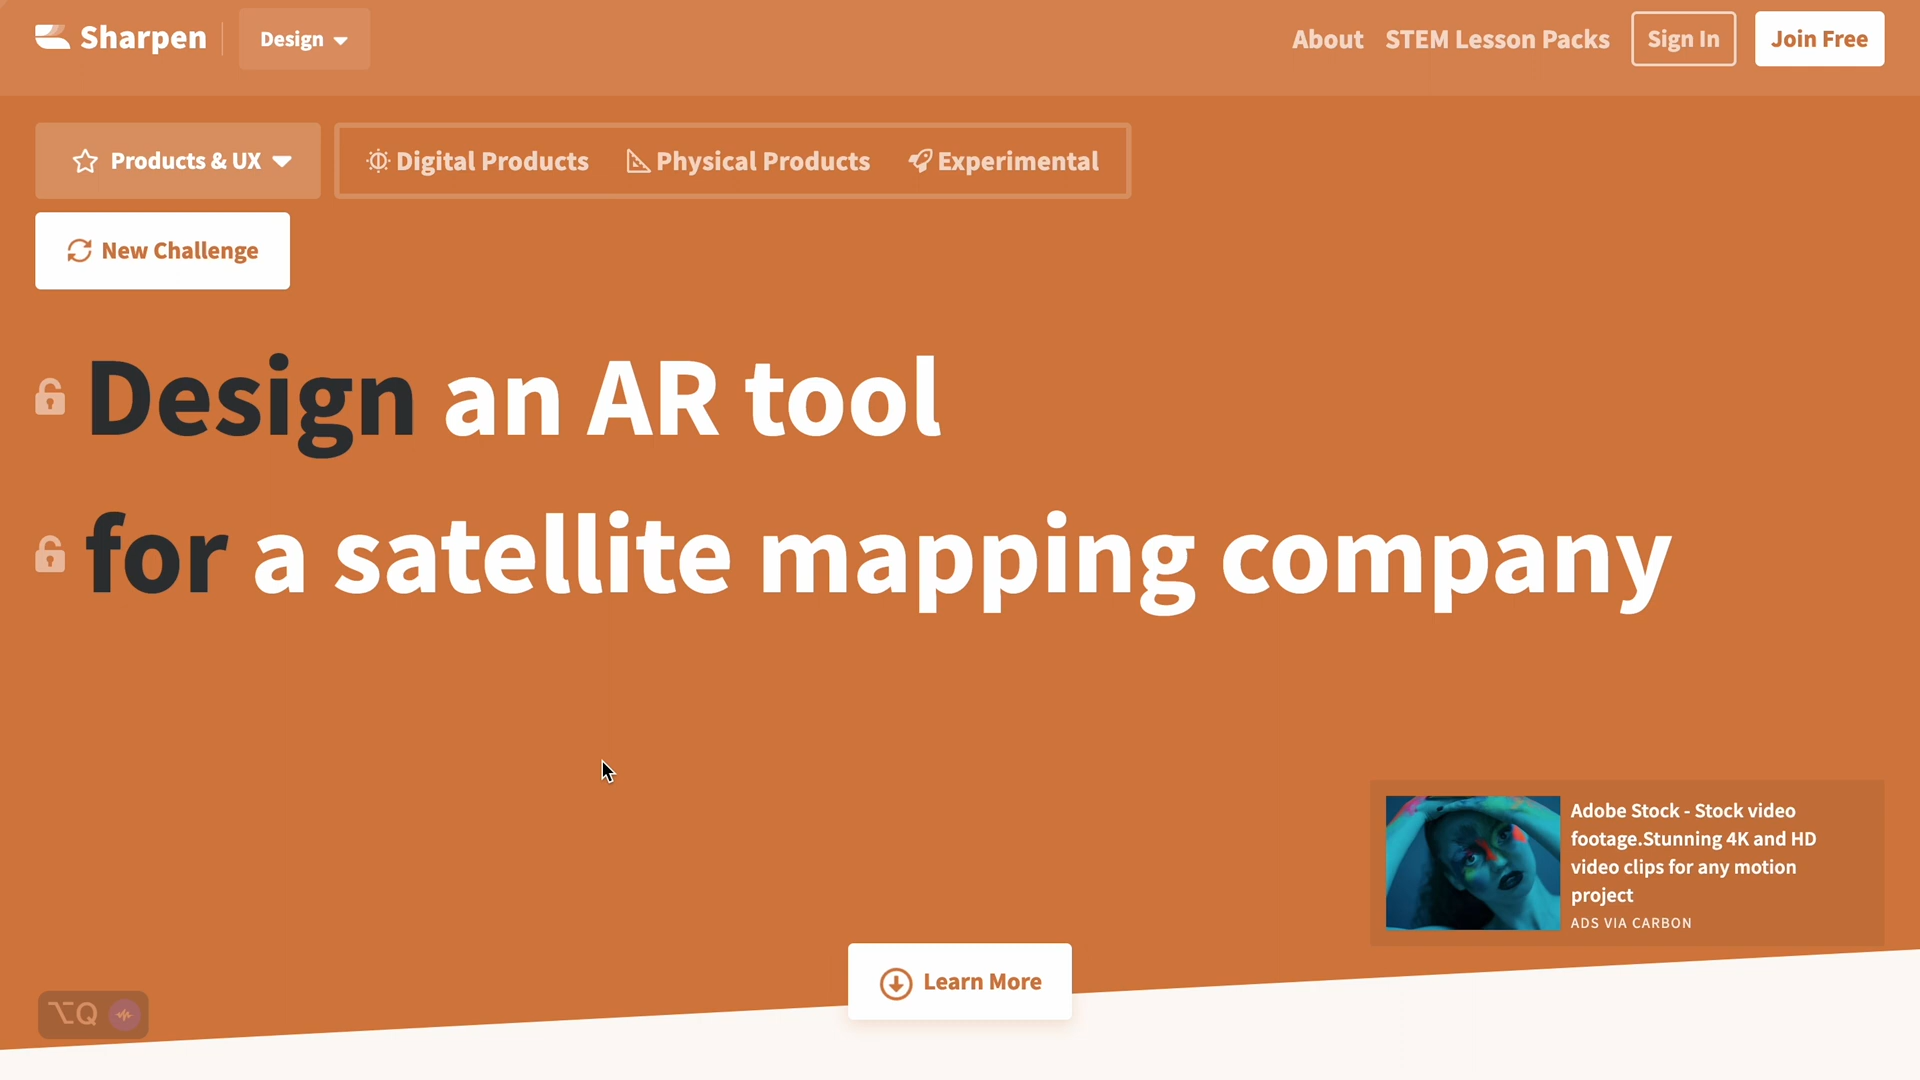 Sharpen
Design
About
STEM Lesson Packs
Sign In
Join Free
Products & UX
Digital Products
Physical Products
Experimental
New Challenge
Design an AR tool
for a satellite mapping company
Adobe Stock - Stock video
footage.Stunning 4K and HD
video clips for any motion
project
ADS VIA CARBON
Learn More
⌥Q